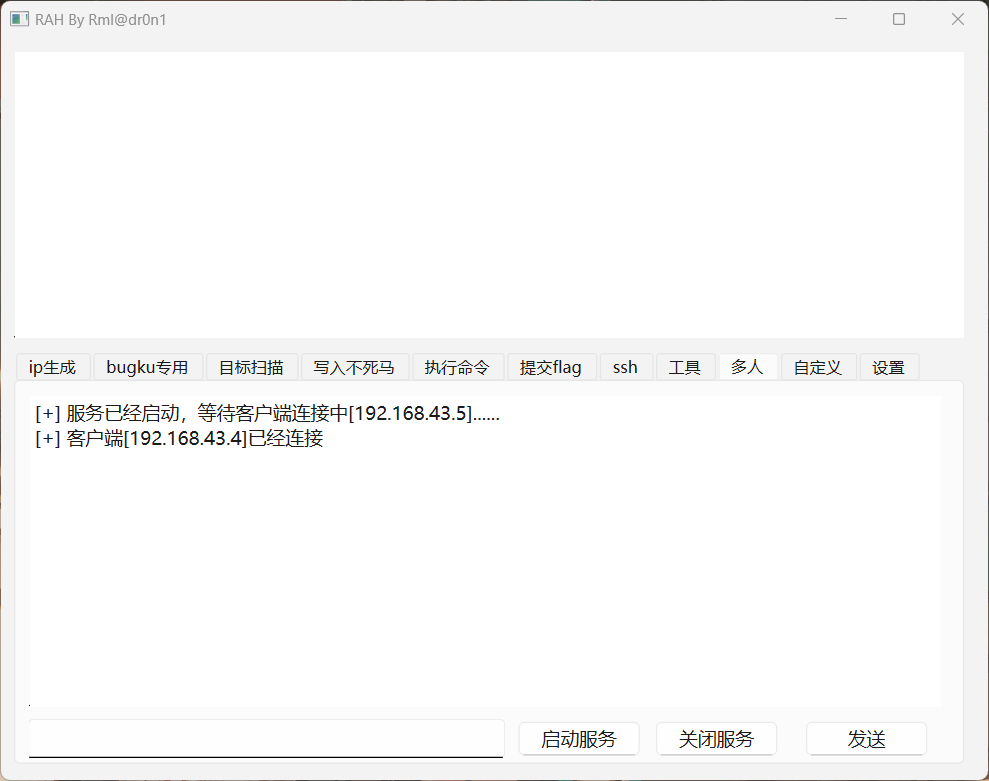 RAH By Rml@dr0n1
ip生成 bugku专用 目标扫描 写入不死马 执行命令 提交flag ssh 工具 多人 自定义 设置
[+] 服务已经启动，等待客户端连接中[192.168.43.5]......
[+] 客户端[192.168.43.4]已经连接
启动服务 关闭服务 发送